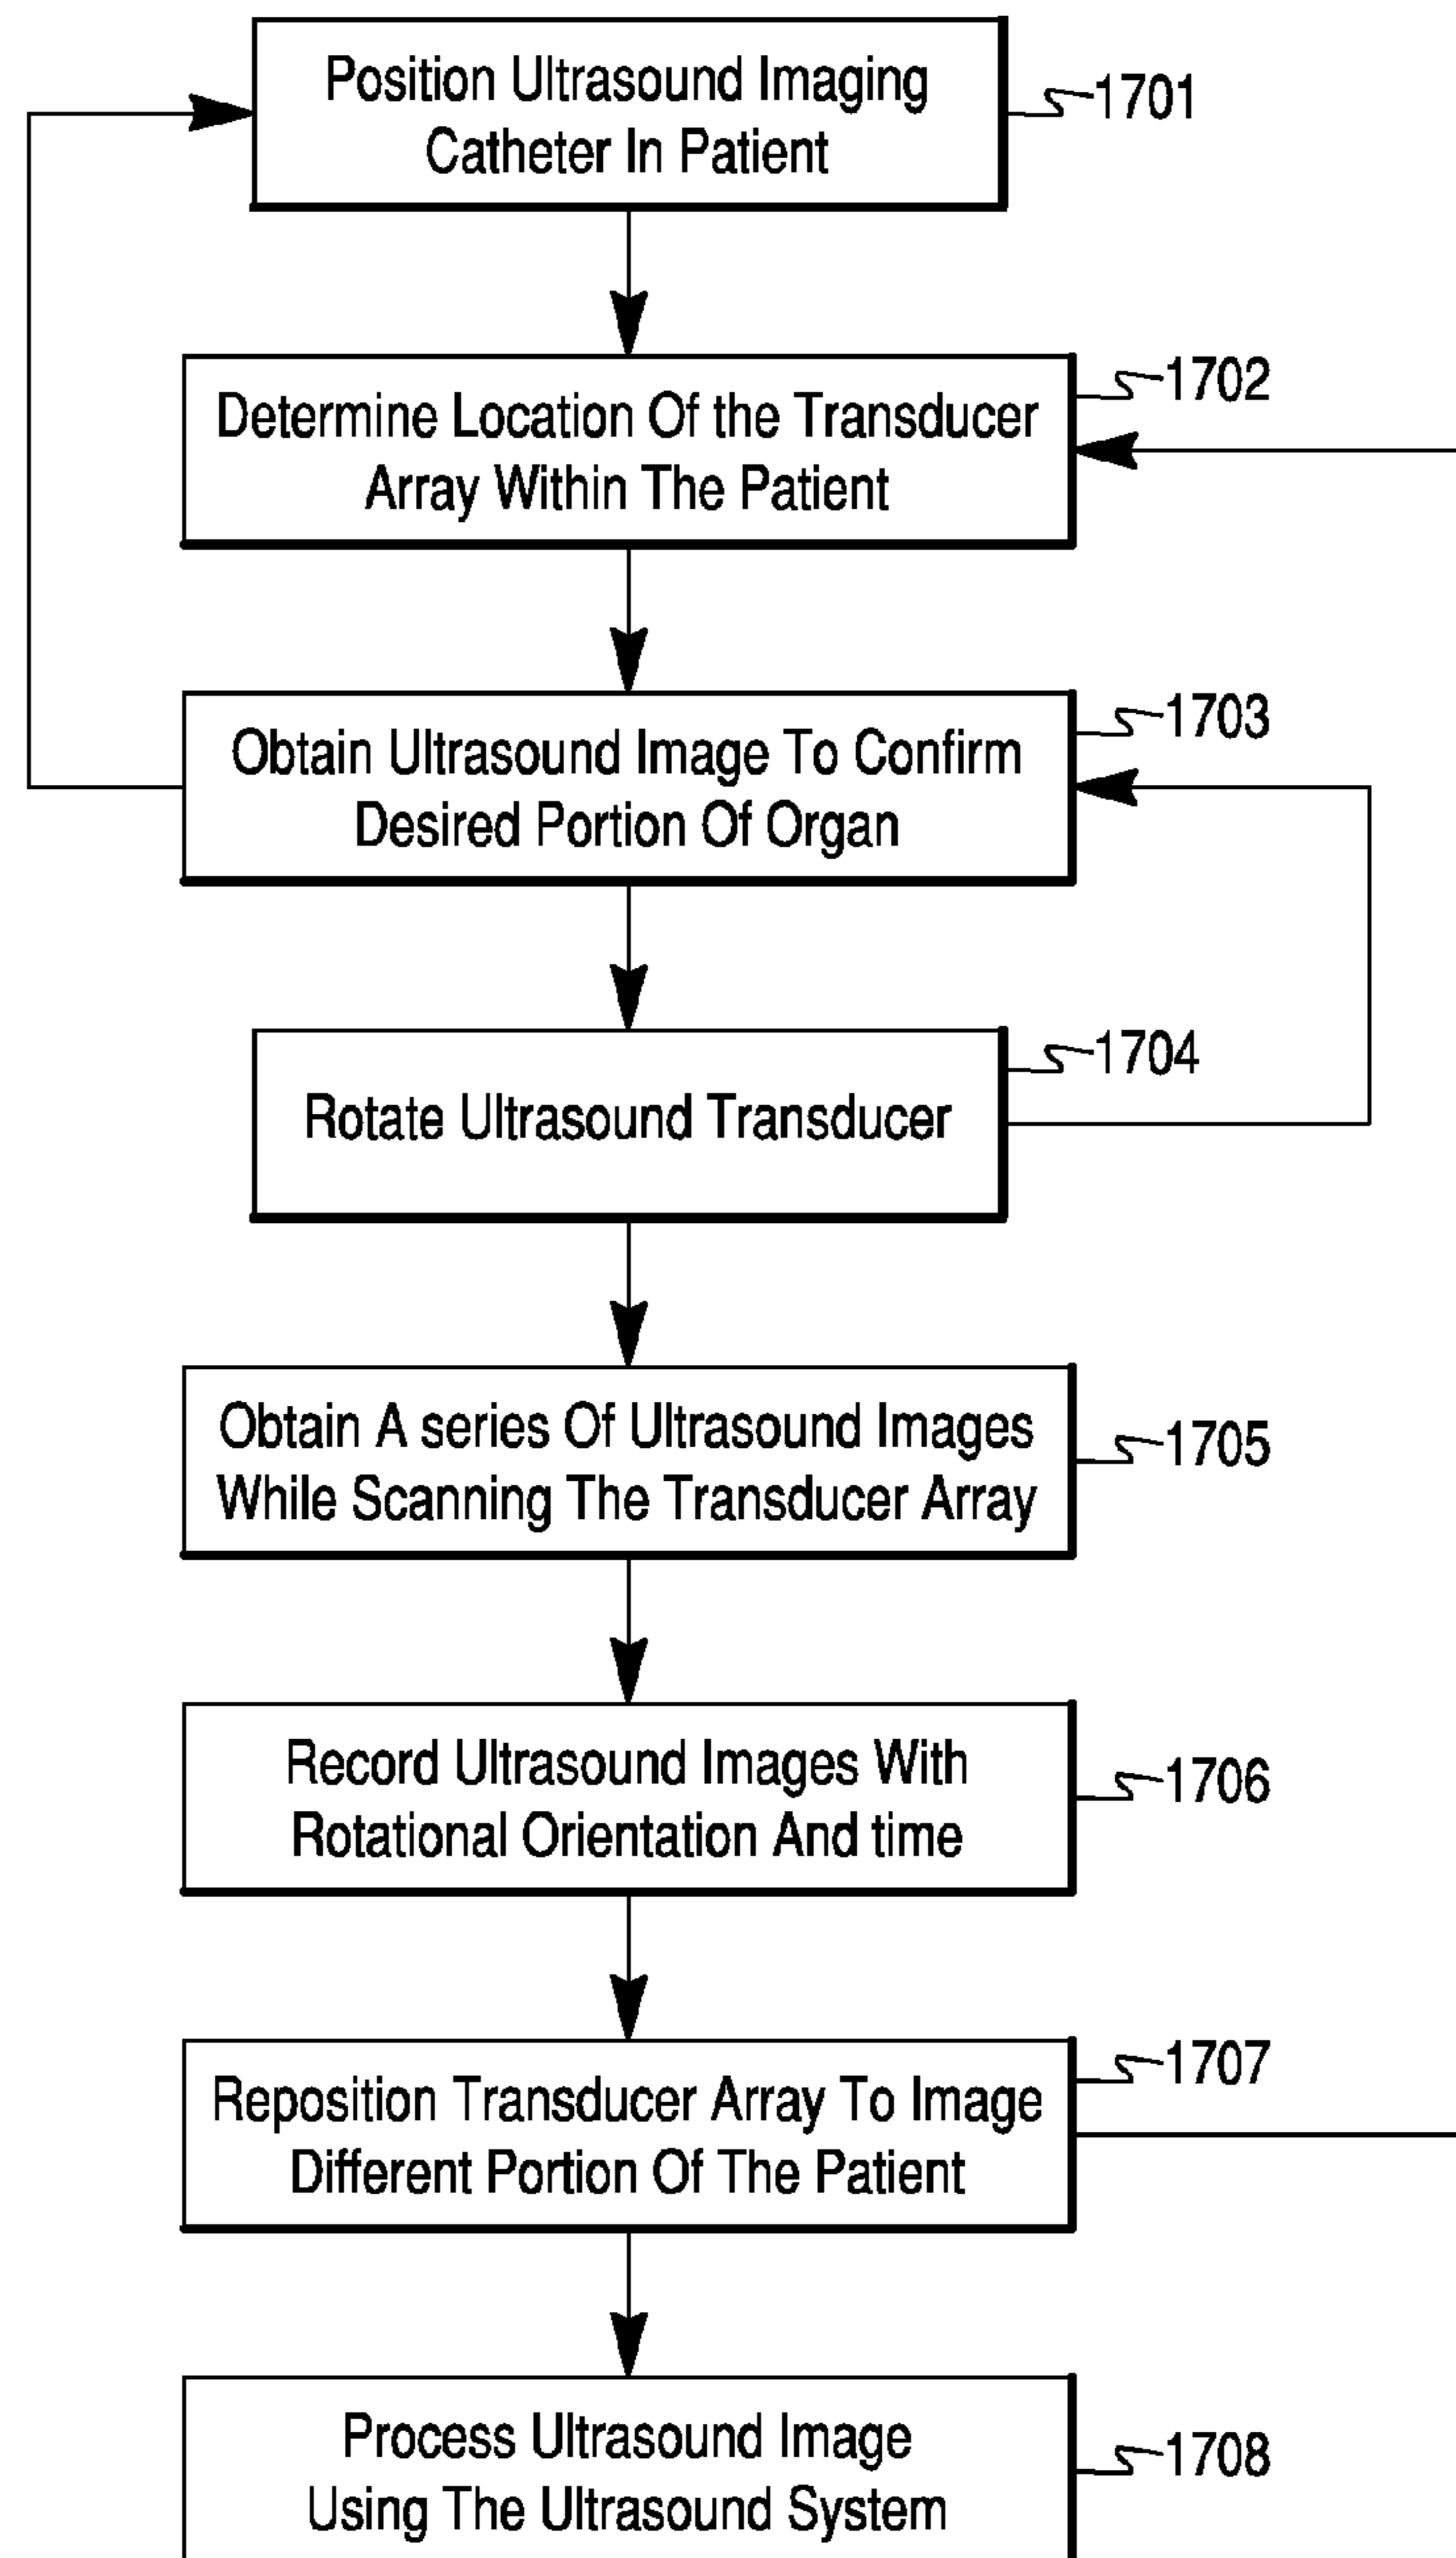 Position Ultrasound Imaging
Catheter In Patient
1701
Determine Location Of the Transducer
Array Within The Patient
1702
Obtain Ultrasound Image To Confirm
Desired Portion Of Organ
1703
Rotate Ultrasound Transducer
1704
Obtain A series Of Ultrasound Images
While Scanning The Transducer Array
1705
Record Ultrasound Images With
Rotational Orientation And time
1706
Reposition Transducer Array To Image
Different Portion Of The Patient
1707
Process Ultrasound Image
Using The Ultrasound System
1708